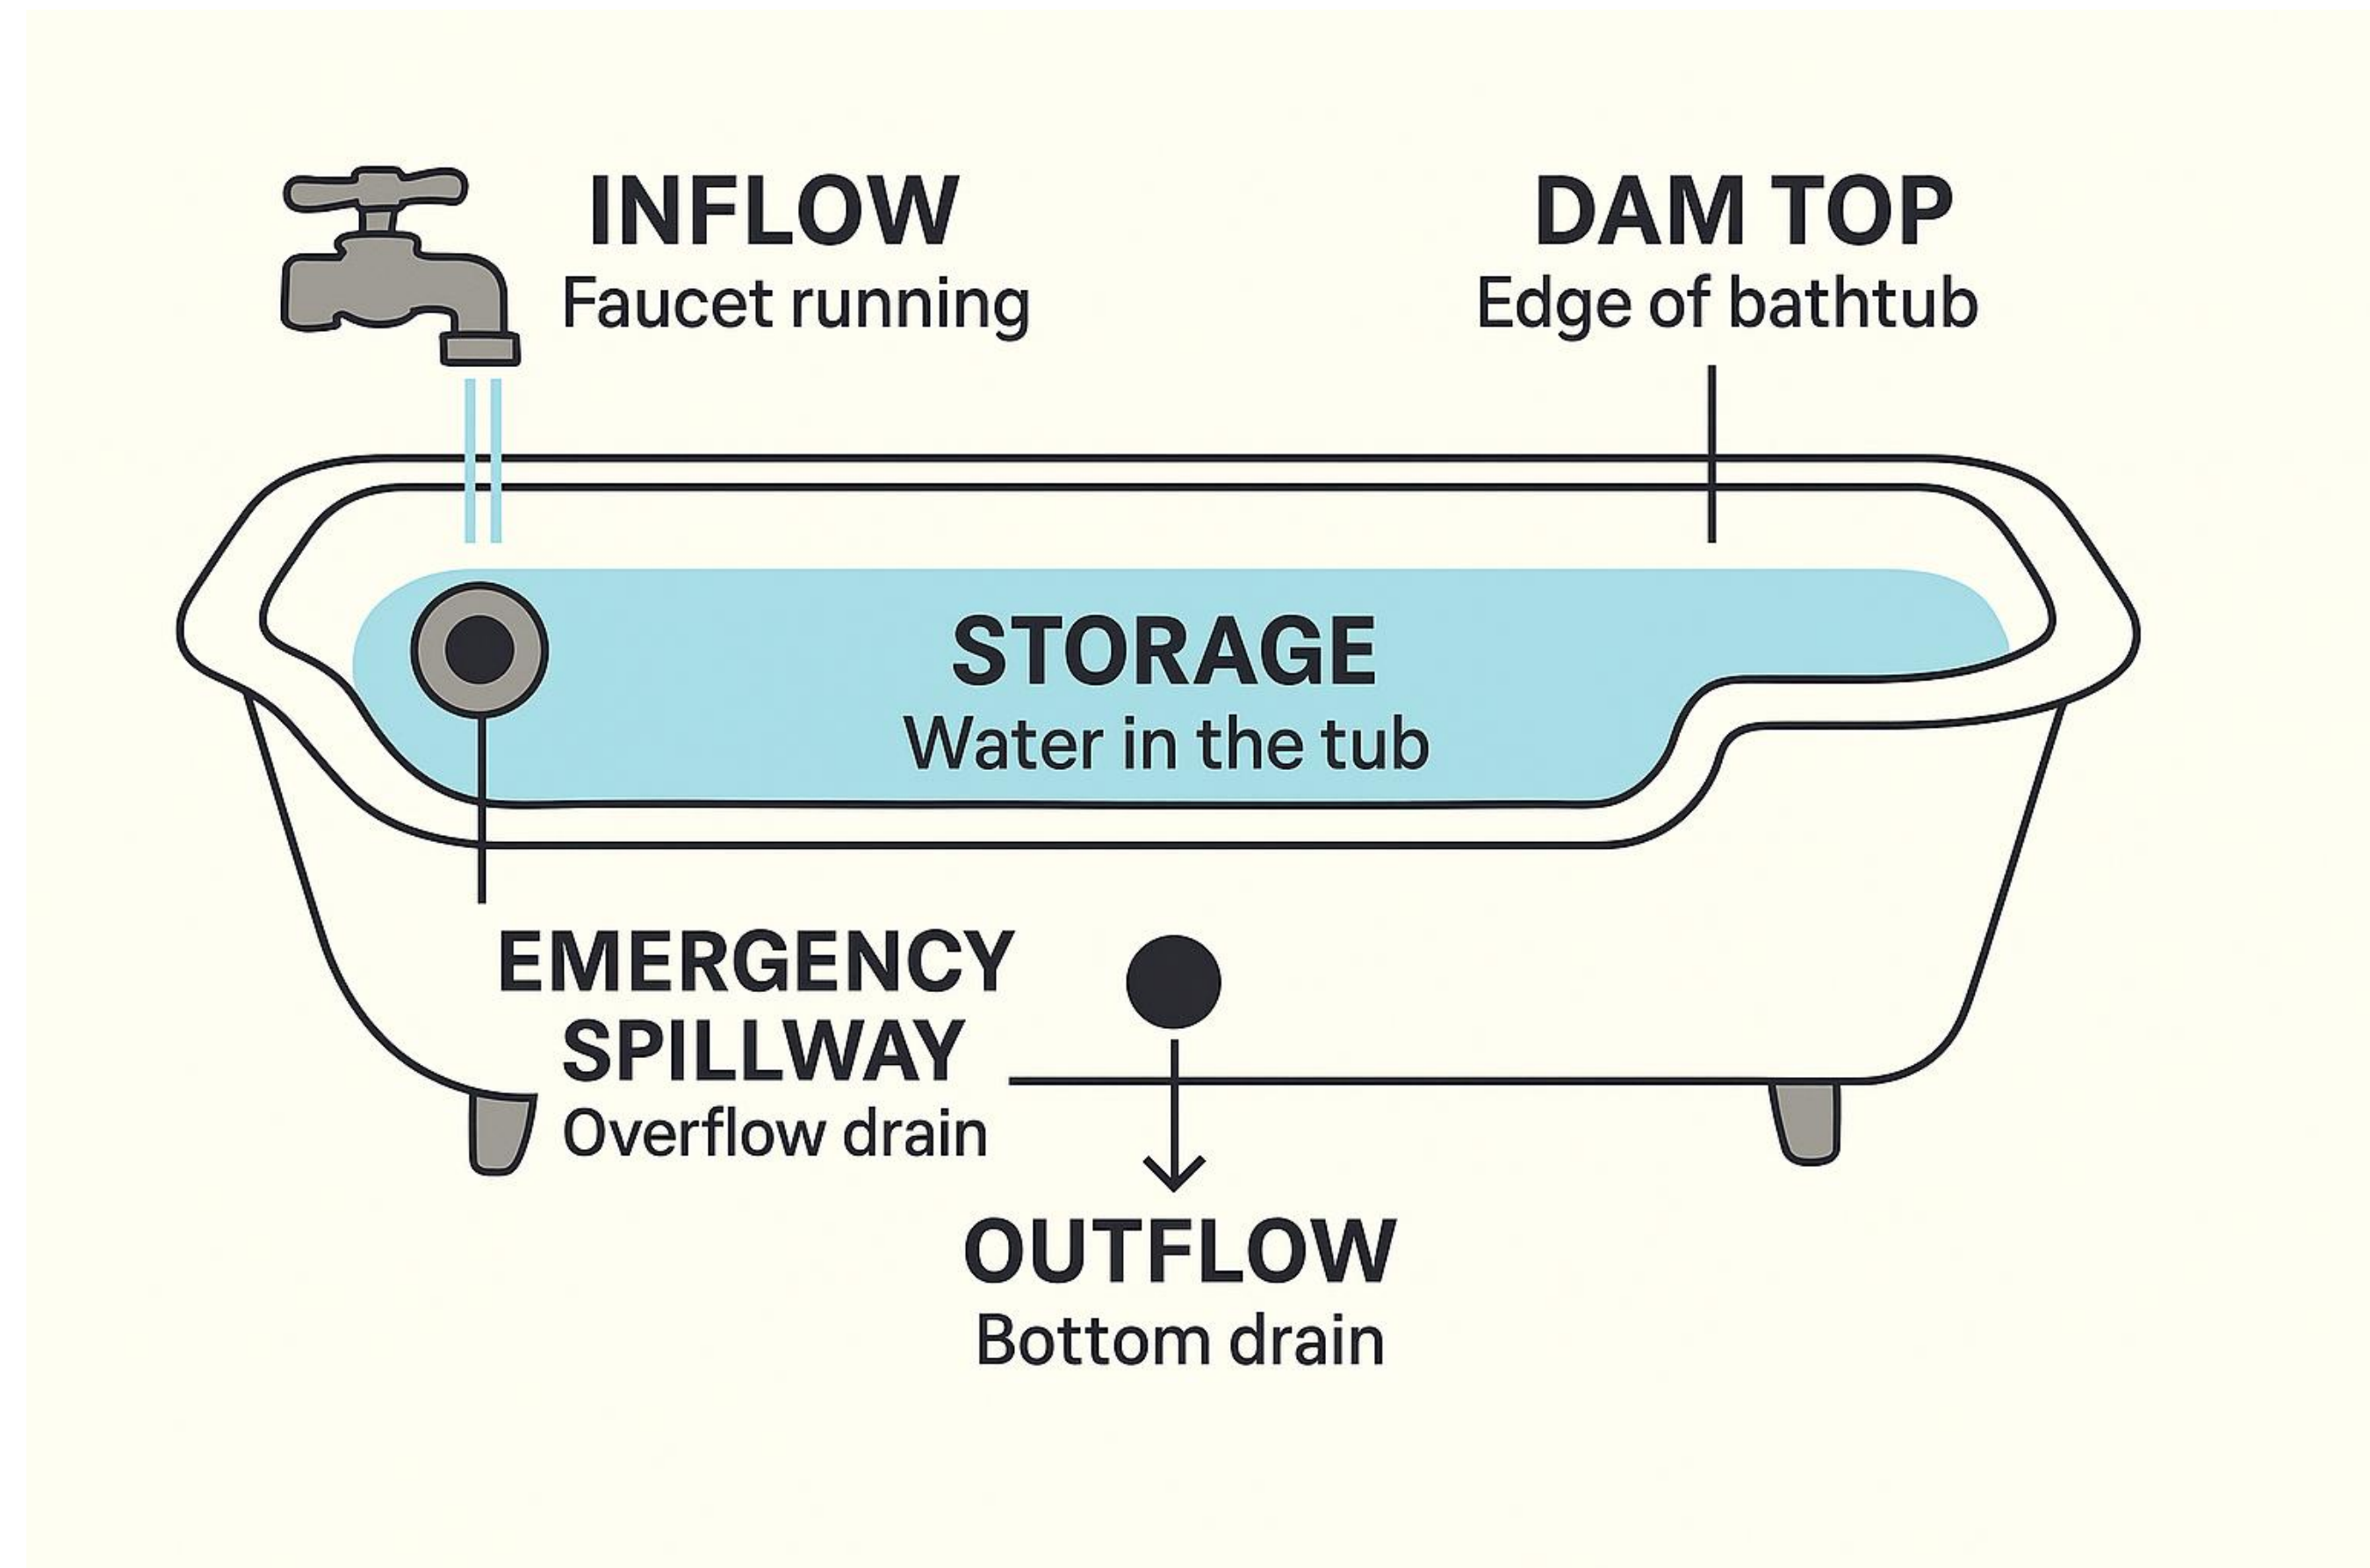 INFLOW
Faucet running
DAM TOP
Edge of bathtub
STORAGE
Water in the tub
EMERGENCY
SPILLWAY
Overflow drain
OUTFLOW
Bottom drain